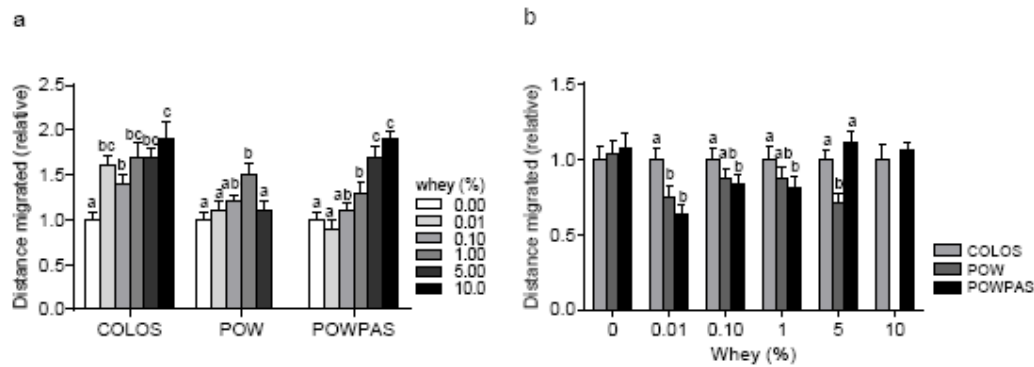 a
Distance migrated (relative)
2.5
2.0
1.5
1.0
0.5
0.0
a
bc
b
bc
bc
c
a
a
ab
b
a
a
a
ab
b
c
c
COLOS
POW
POWPAS
whey (%)
0.00
0.01
0.10
1.00
5.00
10.0
b
Distance migrated (relative)
1.5
1.0
0.5
0.0
a
b
b
a
ab
b
a
ab
b
a
b
a
0
0.01
0.10
1
5
10
Whey (%)
COLOS
POW
POWPAS